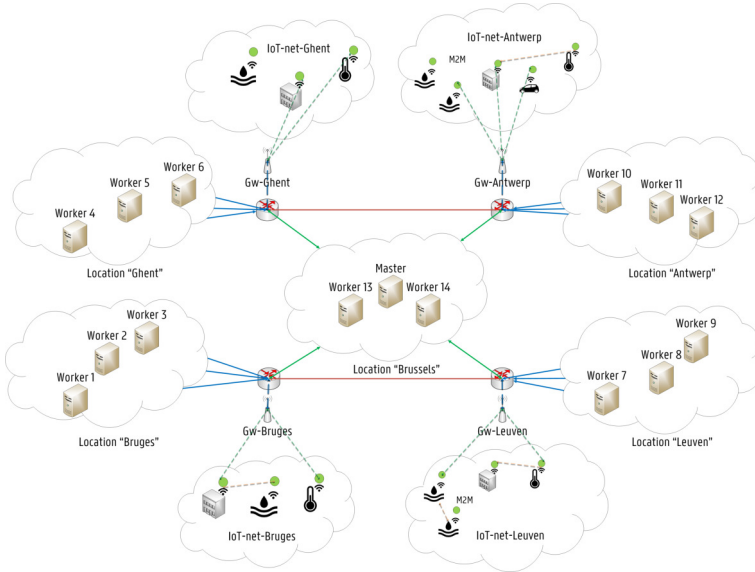 IoT-net-Ghent
IoT-net-Antwerp
M2M
Gw-Ghent
Gw-Antwerp
Worker 6
Worker 5
Worker 4
Location "Ghent"
Worker 10
Worker 11
Worker 12
Location "Antwerp"
Master
Worker 13
Worker 14
Location "Brussels"
Worker 3
Worker 2
Worker 1
Location "Bruges"
Worker 9
Worker 8
Worker 7
Location "Leuven"
Gw-Bruges
Gw-Leuven
M2M
IoT-net-Bruges
IoT-net-Leuven